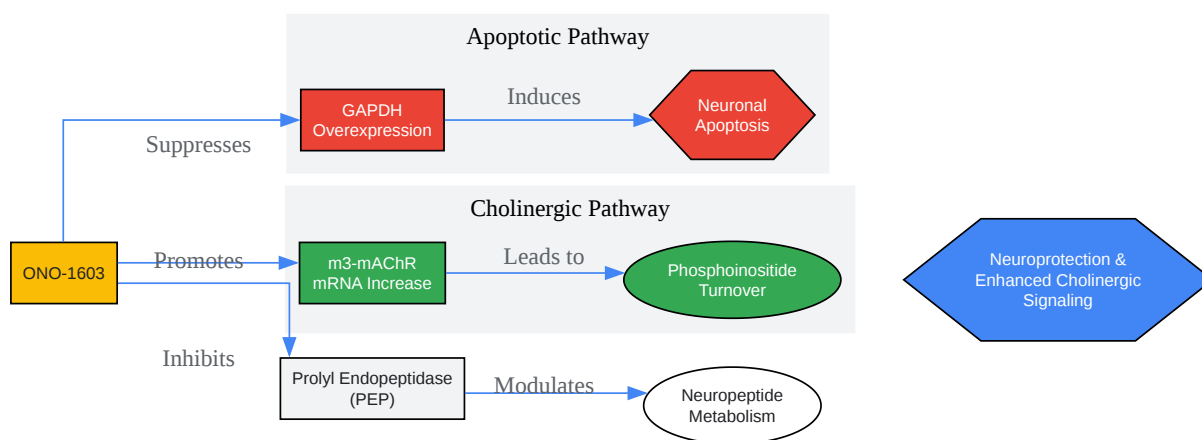 Apoptotic Pathway
GAPDH
Overexpression
Induces
Neuronal
Apoptosis
Suppresses
Cholinergic Pathway
ONO-1603
Promotes
m3-mAChR
mRNA Increase
Leads to
Phosphoinositide
Turnover
Neuroprotection &
Enhanced Cholinergic
Signaling
Inhibits
Prolyl Endopeptidase
(PEP)
Modulates
Neuropeptide
Metabolism